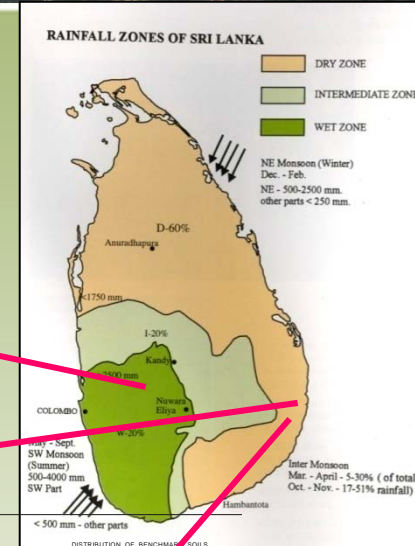 RAINFALL ZONES OF SRI LANKA
DRY ZONE
INTERMEDIATE ZONE
WET ZONE
NE Monsoon (Winter)
Dec. - Feb.
NE - 500-2500 mm.
other parts < 250 mm.
D-60%
Anuradhapura
<1750 mm
I-20%
Kandy
2500 mm
Nuwara
Eliya
COLOMBO
W-20%
May - Sept.
SW Monsoon
(Summer)
500-4000 mm
SW Part
< 500 mm - other parts
Hambantota
Inter Monsoon
Mar. - April - 5-30% ( of total
Oct. - Nov. - 17-51% rainfall)
DISTRIBUTION OF BENCHMARK SOILS